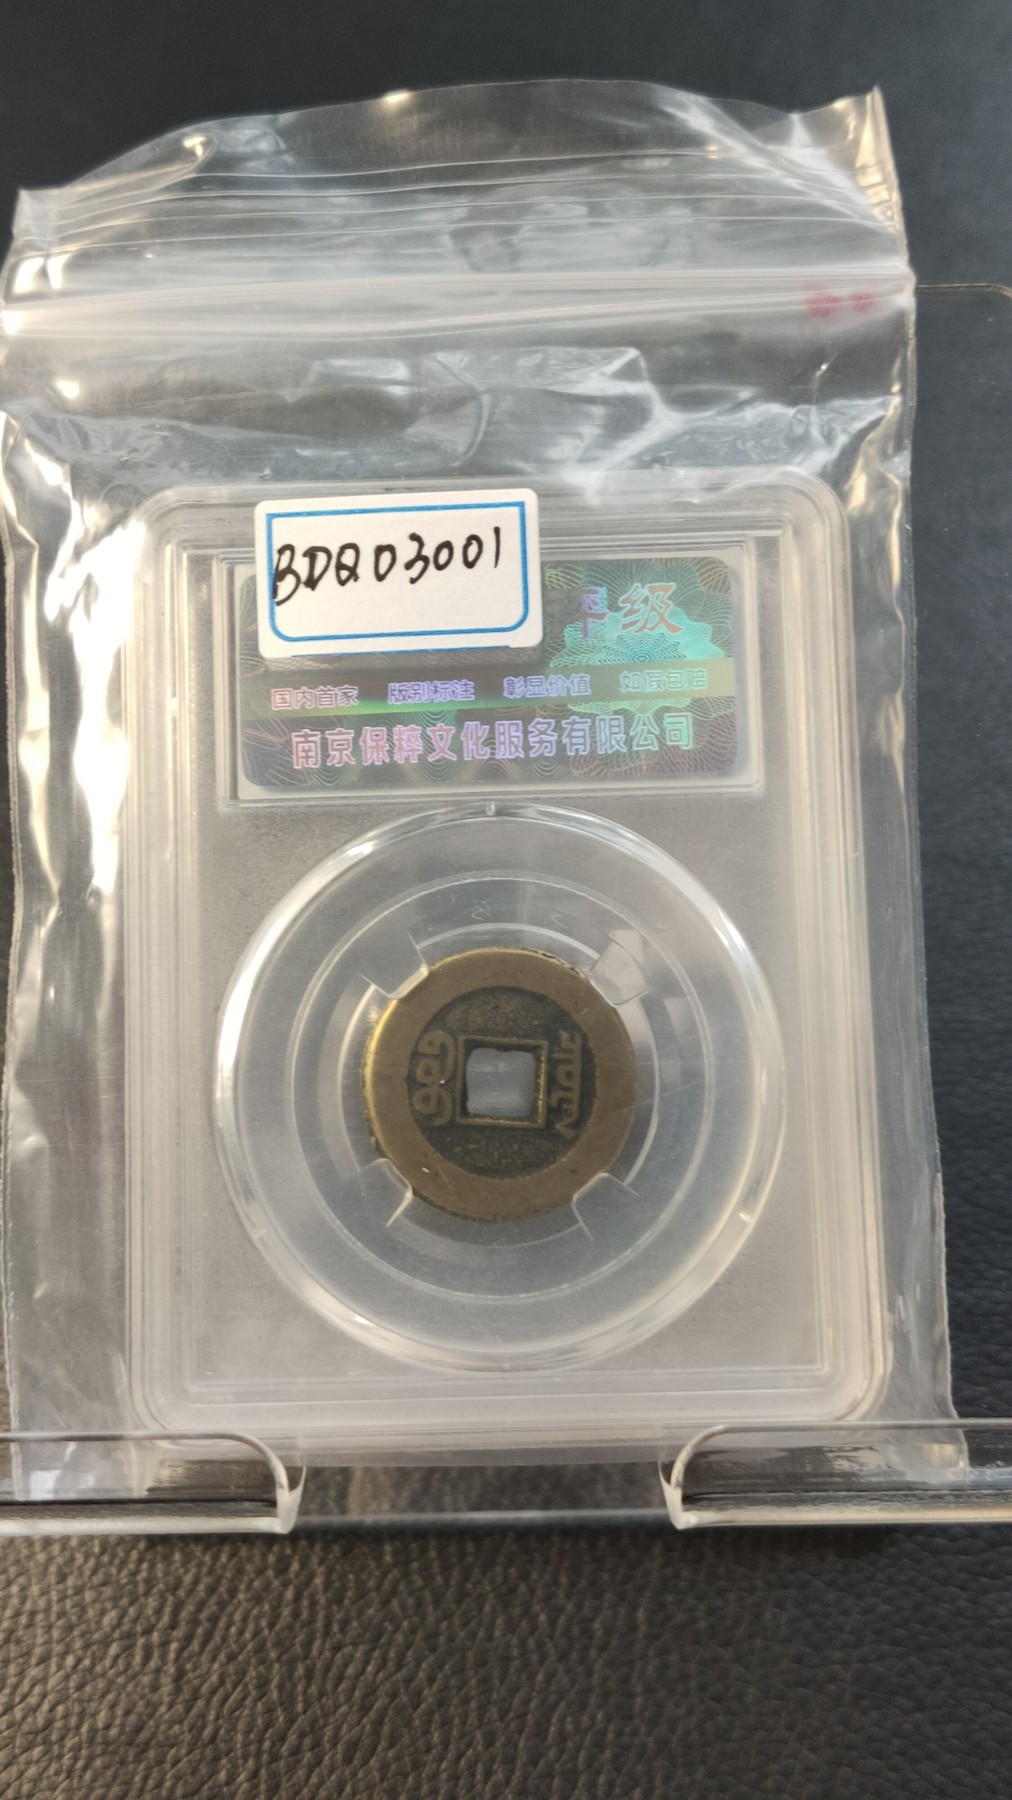 BDQ03001
评级
国内首家 版别标注 彰显价值 如假包赔
南京保粹文化服务有限公司